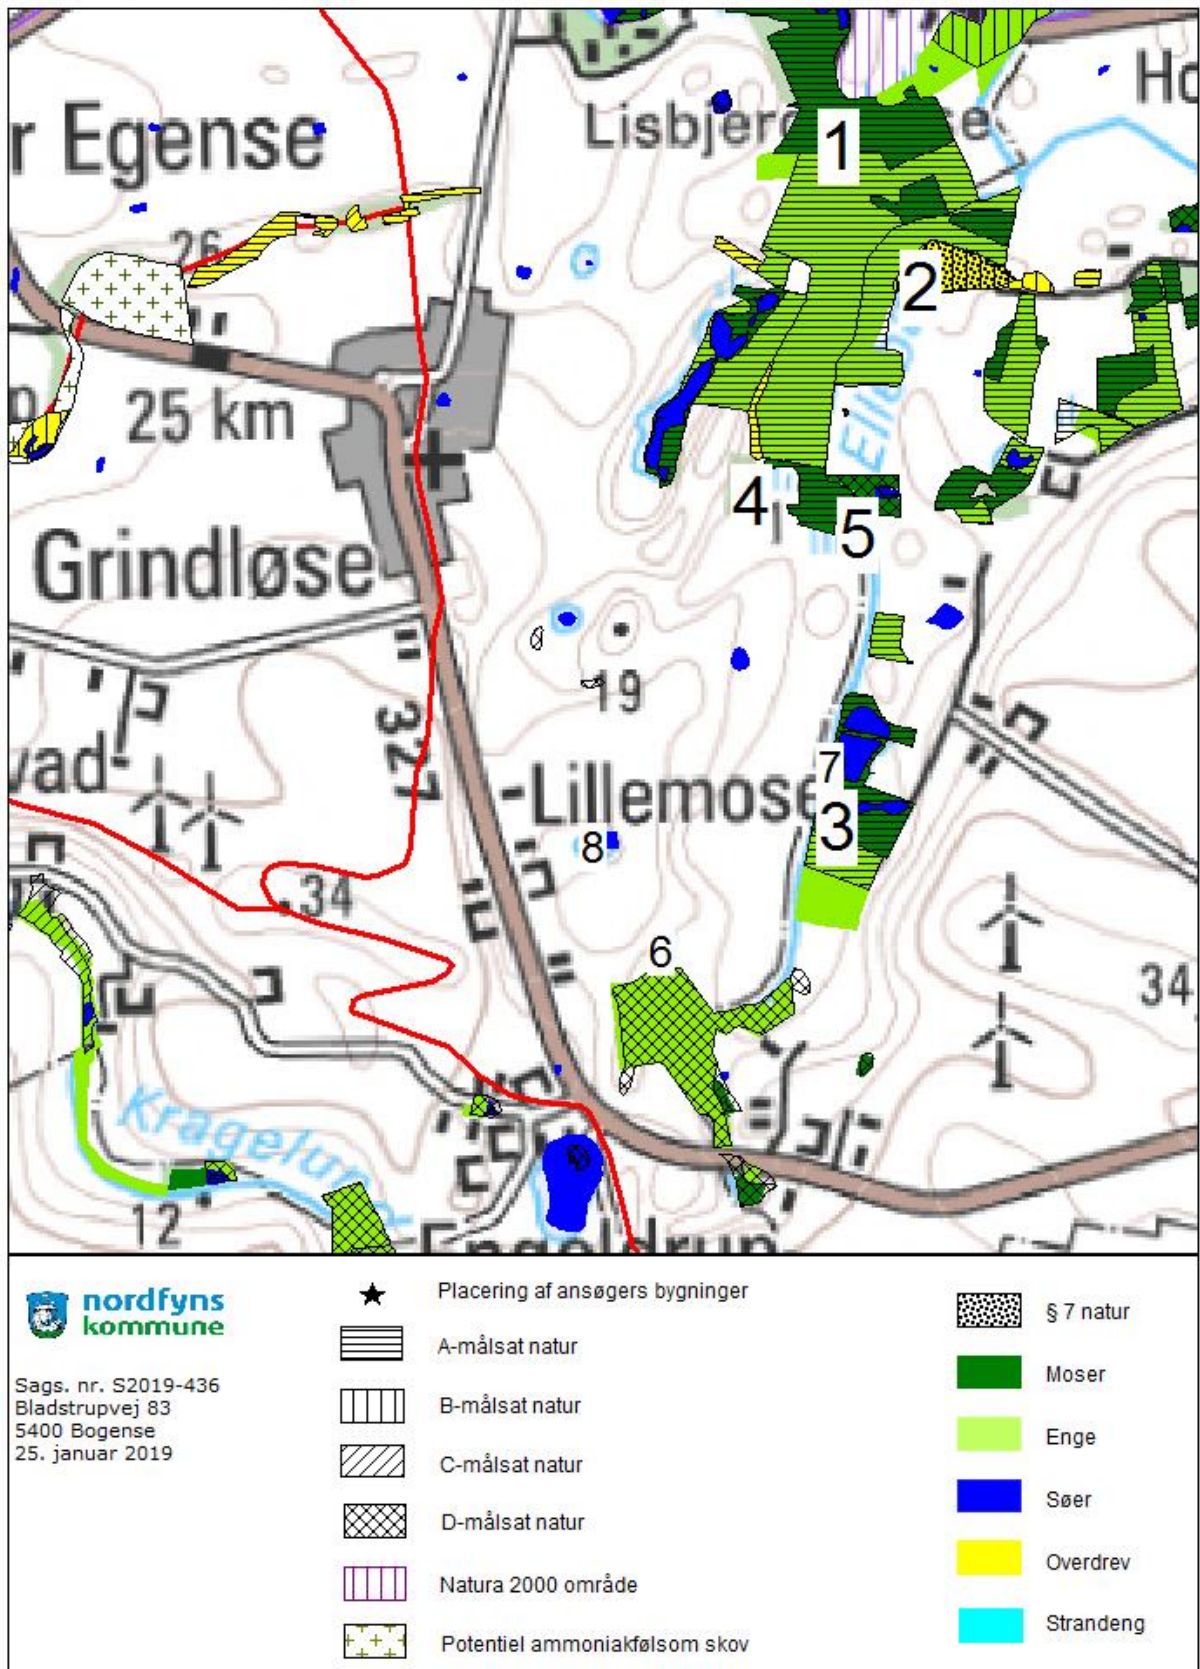 Ho
r Egense
Lisbjerg
e
1
26
2
25 km
4
5
Grindløse
19
327
vad
Lillemose
7
3
8
34
6
34
Kragelund
12
Engeldrup
nordfyns
kommune
Sags. nr. S2019-436
Bladstrupvej 83
5400 Bogense
25. januar 2019
Placering af ansøgers bygninger
A-målsat natur
B-målsat natur
C-målsat natur
D-målsat natur
Natura 2000 område
Potentiel ammoniakfølsom skov
§ 7 natur
Moser
Enge
Søer
Overdrev
Strandeng